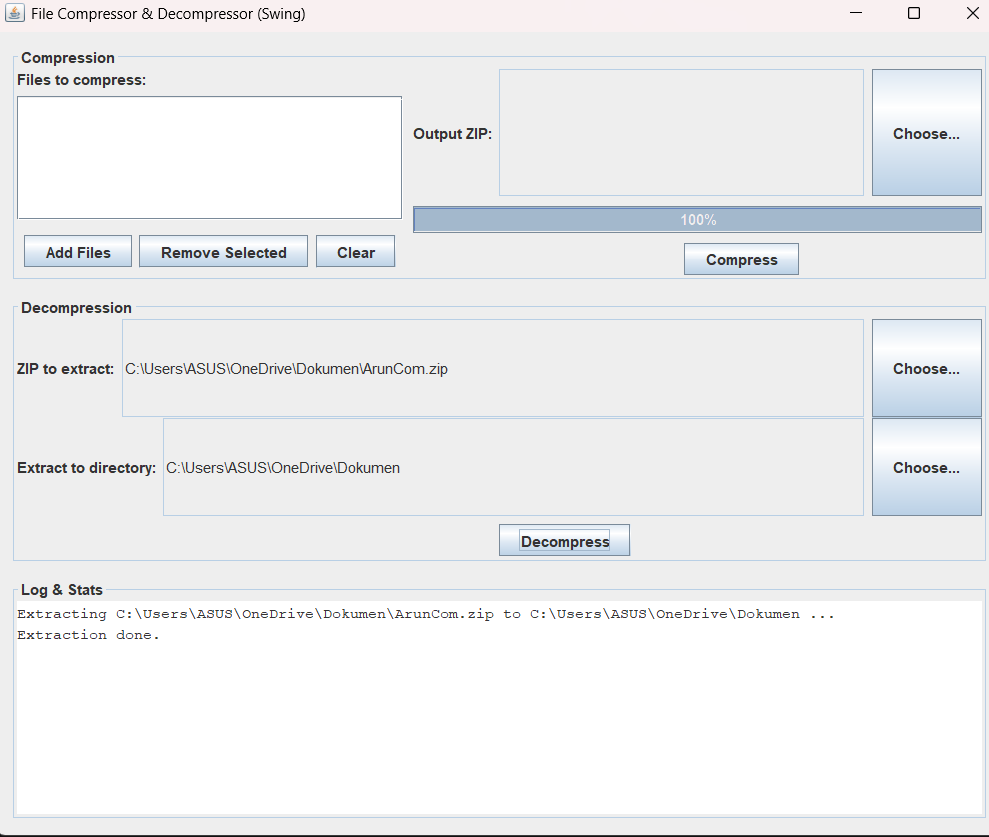 File Compressor & Decompressor (Swing)
Compression
Files to compress:
Output ZIP:
Choose...
100%
Add Files
Remove Selected
Clear
Compress
Decompression
ZIP to extract:
C:\Users\ASUS\OneDrive\Dokumen\ArunCom.zip
Choose...
Extract to directory:
C:\Users\ASUS\OneDrive\Dokumen
Choose...
Decompress
Log & Stats
Extracting C:\Users\ASUS\OneDrive\Dokumen\ArunCom.zip to C:\Users\ASUS\OneDrive\Dokumen ...
Extraction done.